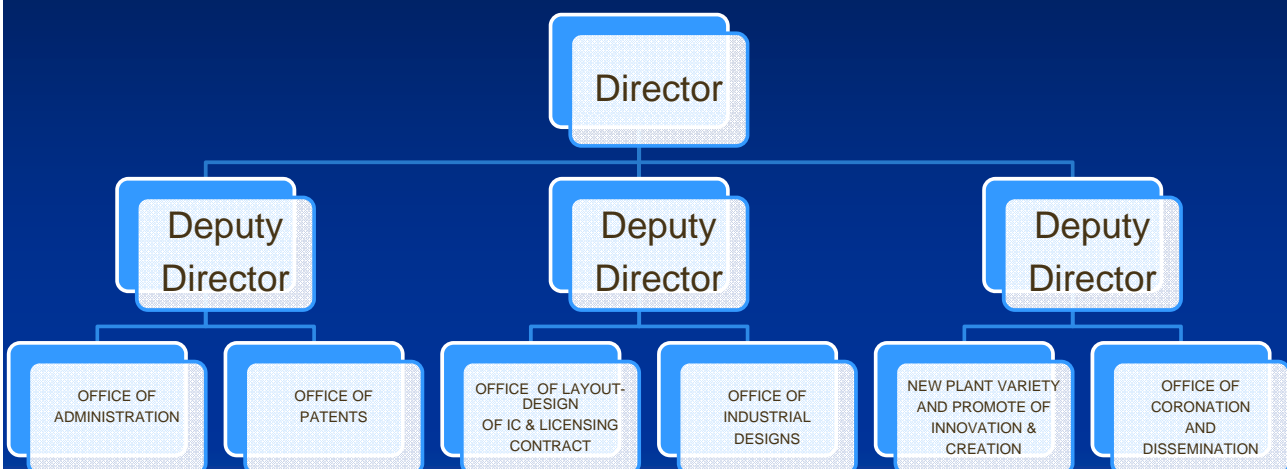 Director
Deputy
Director
Deputy
Director
Deputy
Director
OFFICE OF
ADMINISTRATION
OFFICE OF
PATENTS
OFFICE OF LAYOUT-
DESIGN
OF IC & LICENSING
CONTRACT
OFFICE OF
INDUSTRIAL
DESIGNS
NEW PLANT VARIETY
AND PROMOTE OF
INNOVATION &
CREATION
OFFICE OF
CORONATION
AND
DISSEMINATION